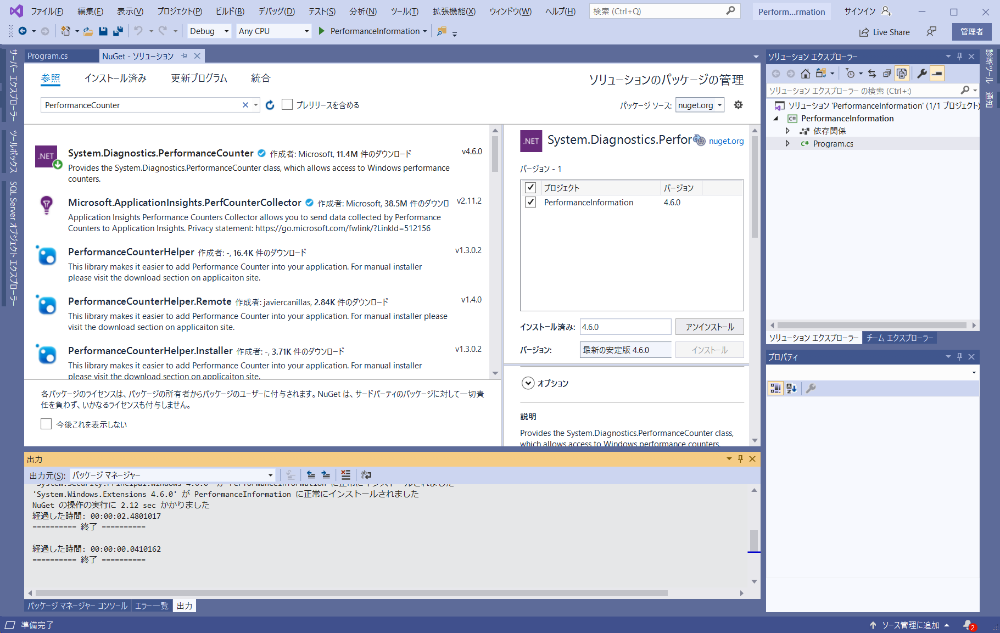 ファイル(F) 編集(E) 表示(V) プロジェクト(P) ビルド(B) デバッグ(D) テスト(S) 分析(N) ツール(T) 拡張機能(X) ウィンドウ(W) ヘルプ(H) 検索 (Ctrl+Q) Perform...rmation サインイン
Debug Any CPU PerformanceInformation Live Share 管理者
サーバー エクスプローラー
ツールボックス
SQL Server オブジェクト エクスプローラー
Program.cs NuGet - ソリューション
参照 インストール済み 更新プログラム 統合 ソリューションのパッケージの管理
PerformanceCounter プレリリースを含める パッケージ ソース: nuget.org
.NET
System.Diagnostics.PerformanceCounter 作成者: Microsoft, 11.4M 件のダウンロード v4.6.0
Provides the System.Diagnostics.PerformanceCounter class, which allows access to Windows performance
counters.
Microsoft.ApplicationInsights.PerfCounterCollector 作成者: Microsoft, 38.5M 件のダウンロ v2.11.2
Application Insights Performance Counters Collector allows you to send data collected by Performance
Counters to Application Insights. Privacy statement: https://go.microsoft.com/fwlink/?LinkId=512156
PerformanceCounterHelper 作成者: -, 16.4K 件のダウンロード v1.3.0.2
This library makes it easier to add Performance Counter into your application. For manual installer
please visit the download section on applicaiton site.
PerformanceCounterHelper.Remote 作成者: javiercanillas, 2.84K 件のダウンロード v1.4.0
This library makes it easier to add Performance Counter into your application. For manual installer please
visit the download section on applicaiton site.
PerformanceCounterHelper.Installer 作成者: -, 3.71K 件のダウンロード v1.3.0.2
This library makes it easier to add Performance Counter into your application. For manual installer
please visit the download section on applicaiton site.
各パッケージのライセンスは、パッケージの所有者からパッケージのユーザーに付与されます。NuGet は、サードパーティのパッケージに対して一切責
任を負わず、いかなるライセンスも付与しません。
今後これを表示しない
.NET System.Diagnostics.Perfor nuget.org
バージョン - 1
プロジェクト バージョン
PerformanceInformation 4.6.0
インストール済み: 4.6.0 アンインストール
バージョン: 最新の安定版 4.6.0 インストール
オプション
説明
Provides the System.Diagnostics.PerformanceCounter class,
which allows access to Windows performance counters.
出力
出力元(S): パッケージ マネージャー
'System.Security.Principal.Windows 4.6.0' が PerformanceInformation に正常にインストールされました
'System.Windows.Extensions 4.6.0' が PerformanceInformation に正常にインストールされました
NuGet の操作の実行に 2.12 sec かかりました
経過した時間: 00:00:02.4801017
========== 終了 ==========
経過した時間: 00:00:00.0410162
========== 終了 ==========
パッケージ マネージャー コンソール エラー一覧 出力
ソリューション エクスプローラー
ソリューション エクスプローラー の検索 (Ctrl+:)
ソリューション 'PerformanceInformation' (1/1 プロジェクト)
C# PerformanceInformation
依存関係
C# Program.cs
ソリューション エクスプローラー チーム エクスプローラー
プロパティ
診断ツール
通知
準備完了 ソース管理に追加 2